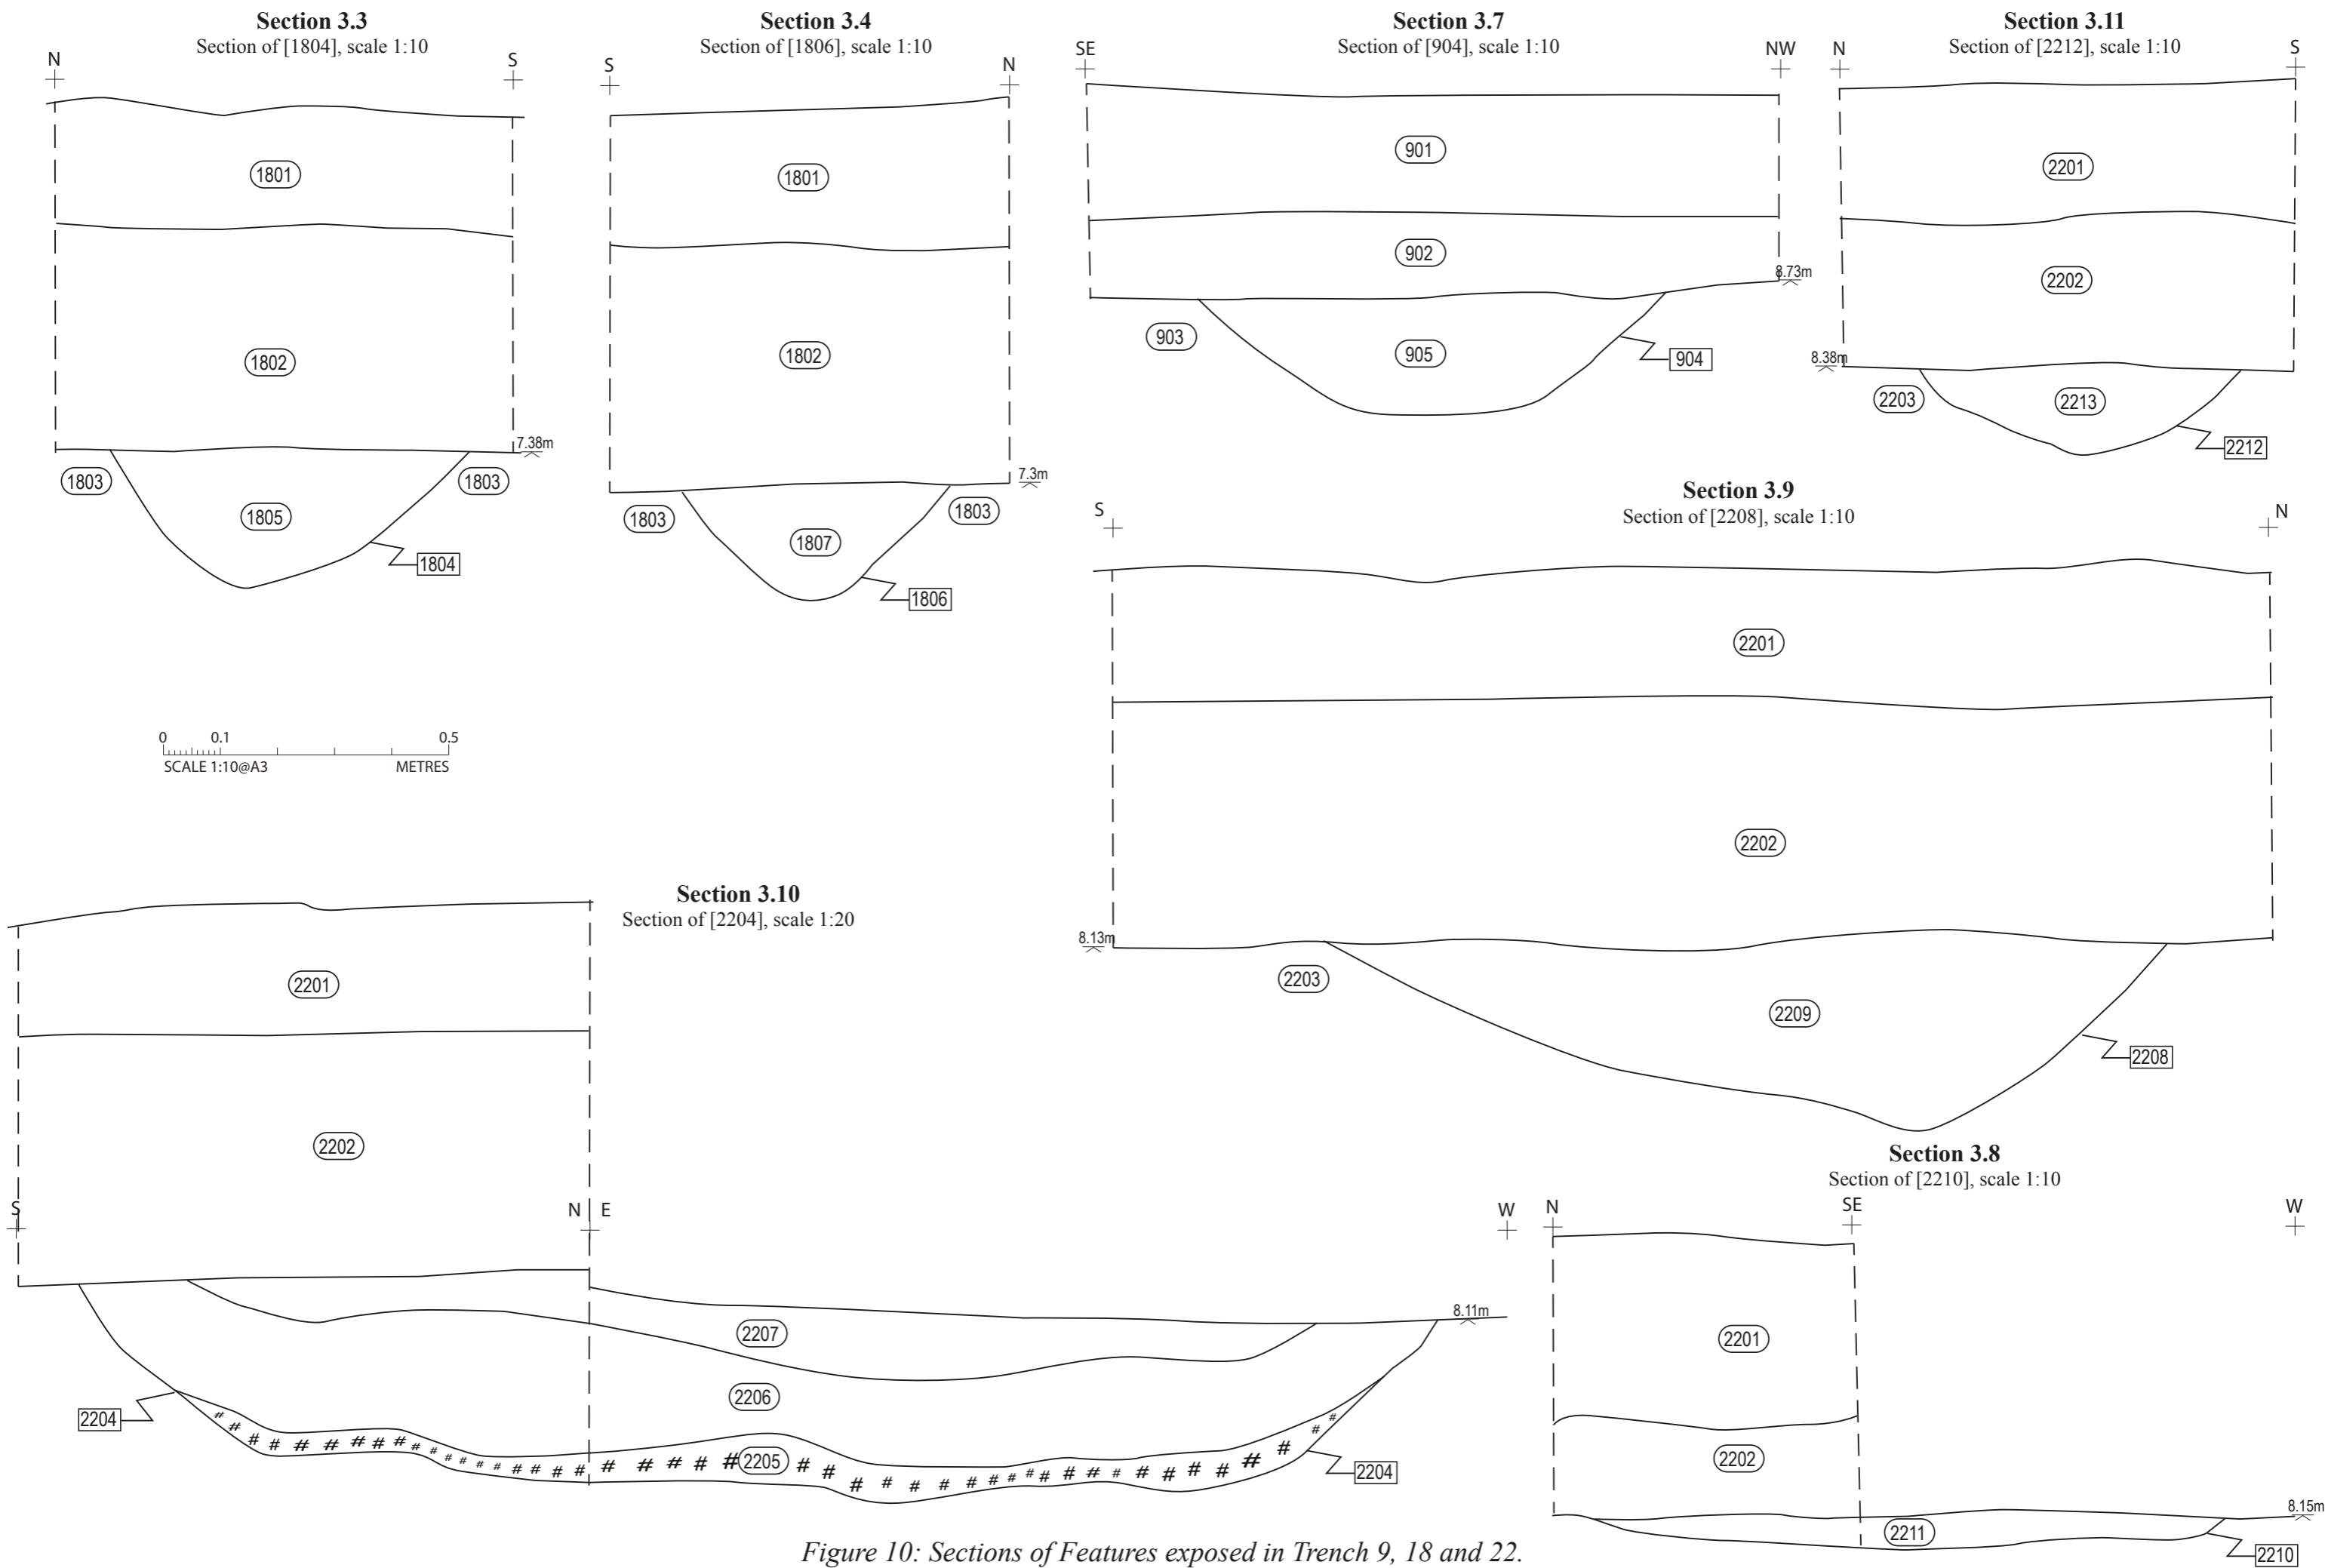 Section 3.3
Section of [1804], scale 1:10
N
S
1801
1802
7.38m
1803
1803
1805
1804
Section 3.4
Section of [1806], scale 1:10
S
N
1801
1802
7.3m
1803
1803
1807
1806
Section 3.7
Section of [904], scale 1:10
SE
NW
901
902
8.73m
903
905
904
Section 3.11
Section of [2212], scale 1:10
N
S
2201
2202
8.38m
2203
2213
2212
Section 3.9
Section of [2208], scale 1:10
S
N
2201
2202
8.13m
2203
2209
2208
0 0.1 0.5
SCALE 1:10@A3 METRES
Section 3.10
Section of [2204], scale 1:20
2201
2202
S
N E
W
8.11m
2207
2206
2204
2205
2204
Section 3.8
Section of [2210], scale 1:10
N
SE
W
2201
2202
8.15m
2211
2210
Figure 10: Sections of Features exposed in Trench 9, 18 and 22.